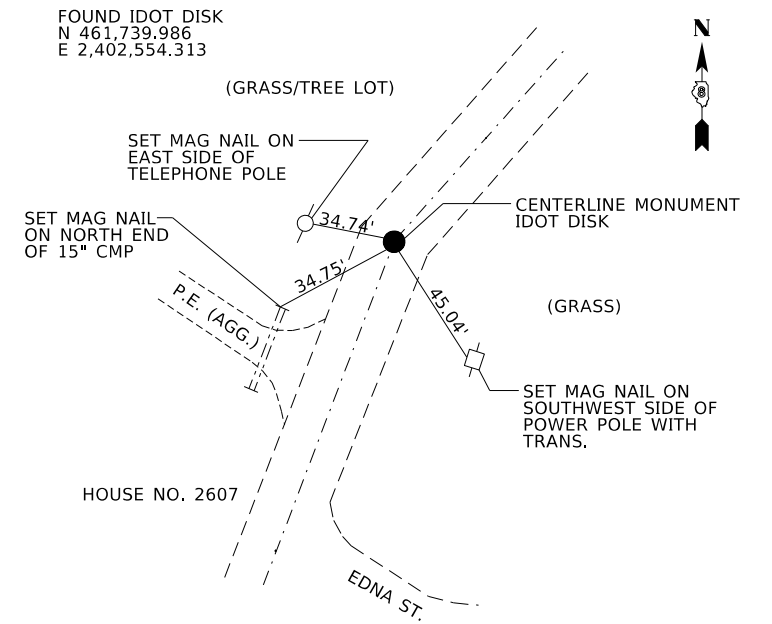 FOUND IDOT DISK
N 461,739.986
E 2,402,554.313
N
8
(GRASS/TREE LOT)
SET MAG NAIL ON
EAST SIDE OF
TELEPHONE POLE
34.74'
CENTERLINE MONUMENT
IDOT DISK
SET MAG NAIL
ON NORTH END
OF 15" CMP
34.75'
P.E. (AGG.)
45.04'
(GRASS)
SET MAG NAIL ON
SOUTHWEST SIDE OF
POWER POLE WITH
TRANS.
HOUSE NO. 2607
EDNA ST.